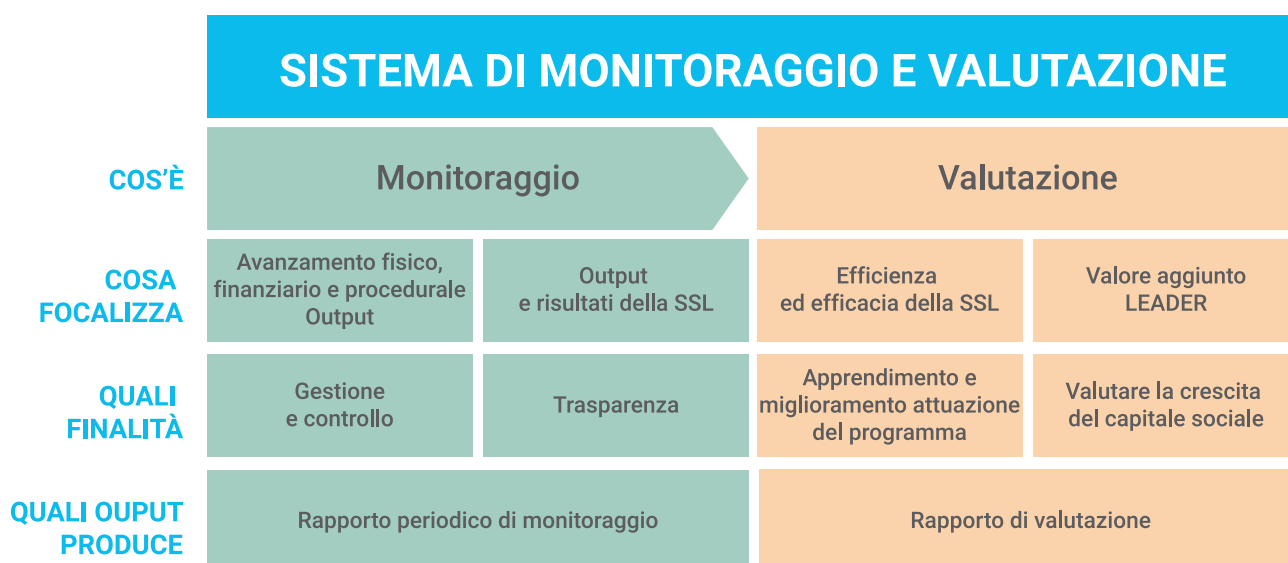 SISTEMA DI MONITORAGGIO E VALUTAZIONE
COS'È
Monitoraggio
Valutazione
COSA
FOCALIZZA
Avanzamento fisico,
finanziario e procedurale
Output
Output
e risultati della SSL
Efficienza
ed efficacia della SSL
Valore aggiunto
LEADER
QUALI
FINALITÀ
Gestione
e controllo
Trasparenza
Apprendimento e
miglioramento attuazione
del programma
Valutare la crescita
del capitale sociale
QUALI OUPUT
PRODUCE
Rapporto periodico di monitoraggio
Rapporto di valutazione